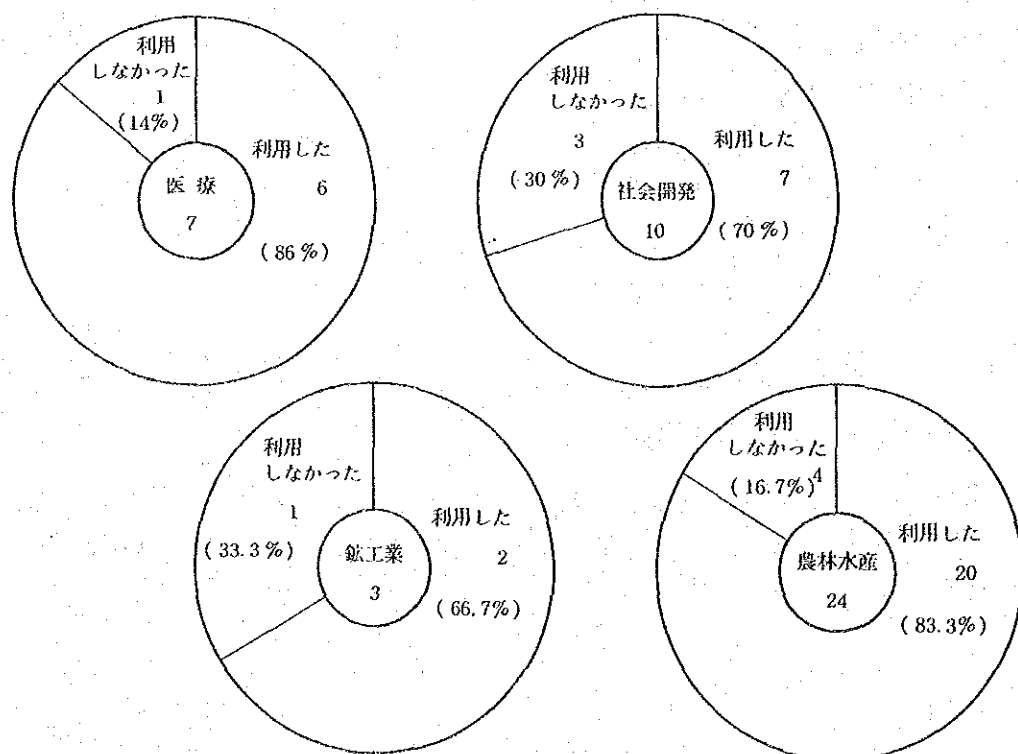 利用
しなかった
1
(14%)
利用した
6
(86%)
医療
7
利用
しなかった
3
(30%)
利用した
7
(70%)
社会開発
10
利用
しなかった
1
(33.3%)
利用した
2
(66.7%)
鉱工業
3
利用
しなかった
(16.7%)4
利用した
20
(83.3%)
農林水産
24